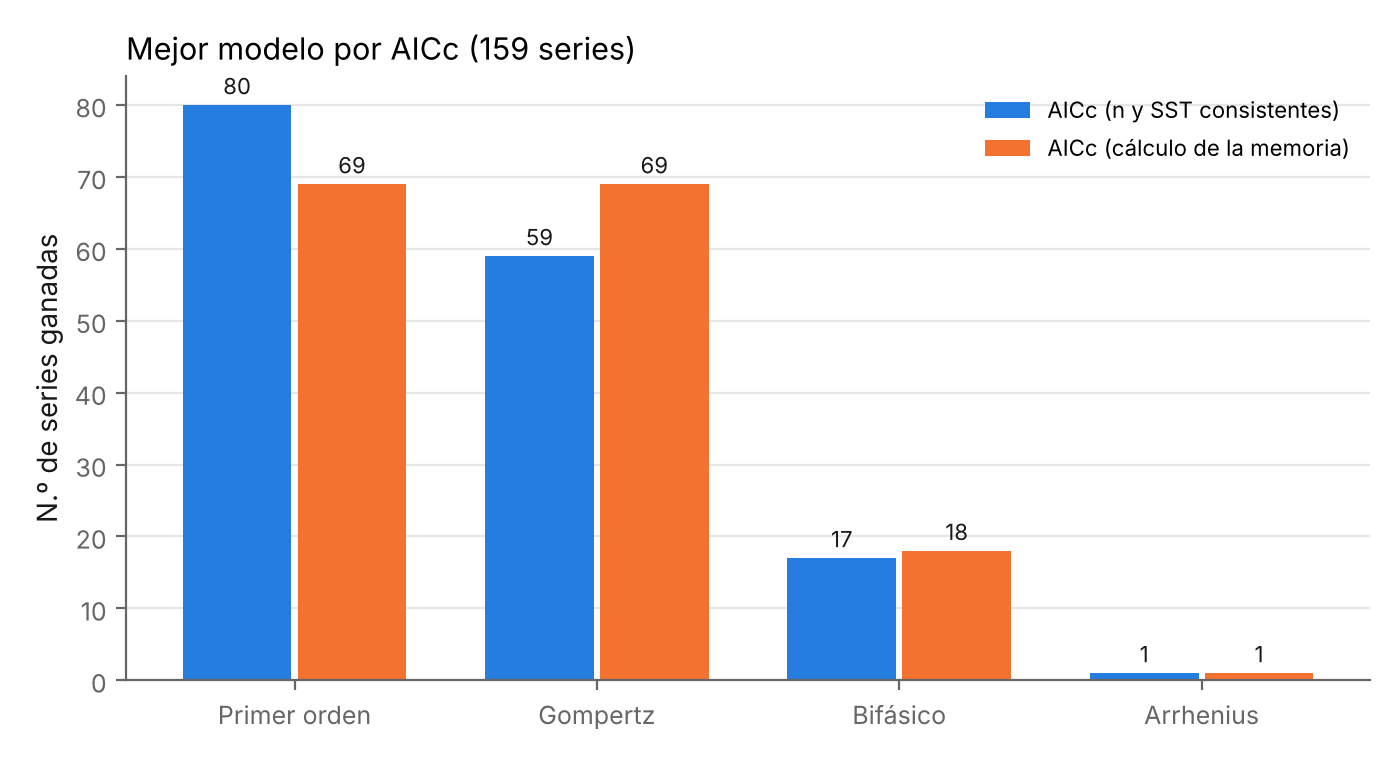 Mejor modelo por AICc (159 series)
AICc (n y SST consistentes)
AICc (cálculo de la memoria)
N.º de series ganadas
80
70
60
50
40
30
20
10
0
80
69
59
69
17
18
1
1
Primer orden
Gompertz
Bifásico
Arrhenius